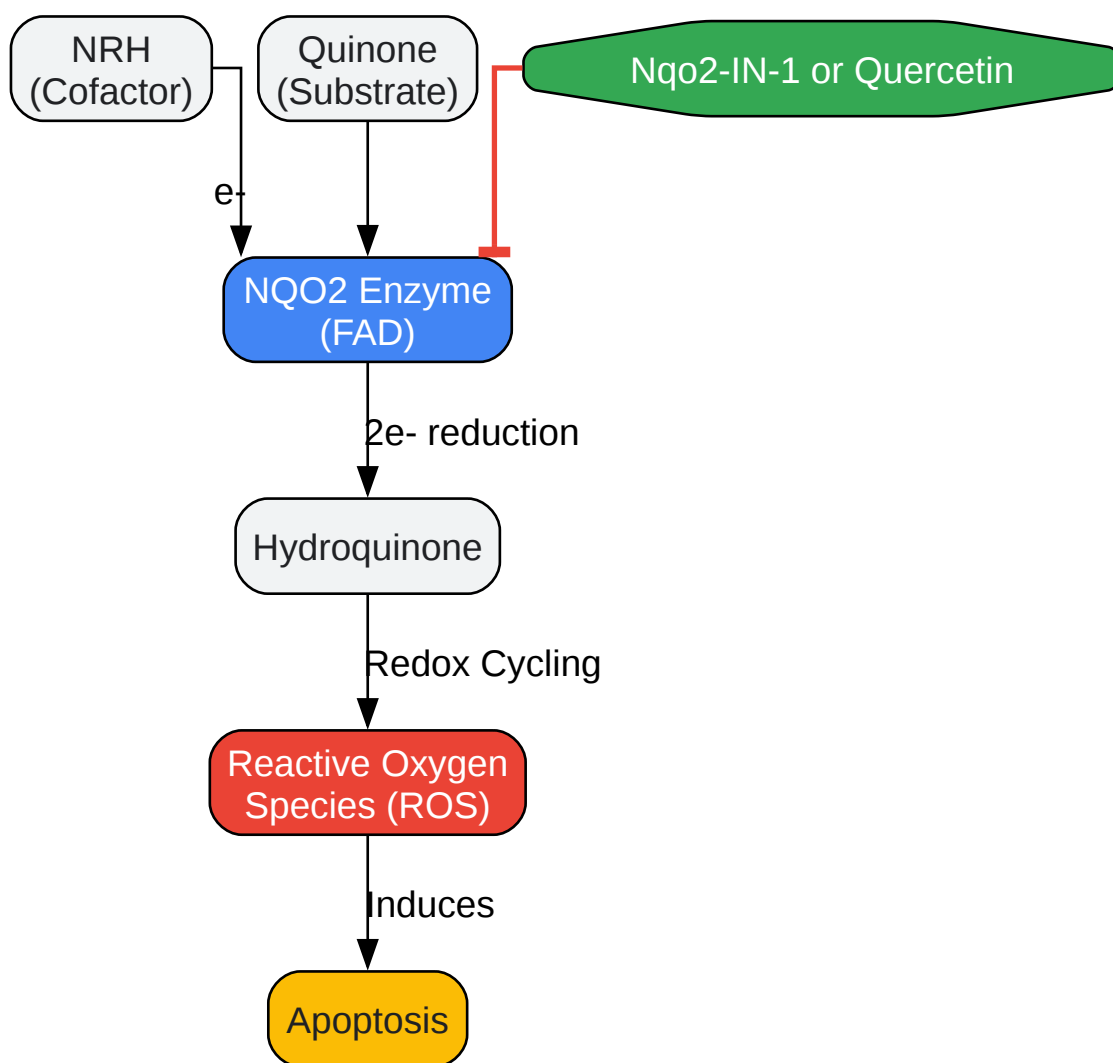 NRH
(Cofactor)
Quinone
(Substrate)
Nqo2-IN-1 or Quercetin
e-
NQO2 Enzyme
(FAD)
2e- reduction
Hydroquinone
Redox Cycling
Reactive Oxygen
Species (ROS)
Induces
Apoptosis